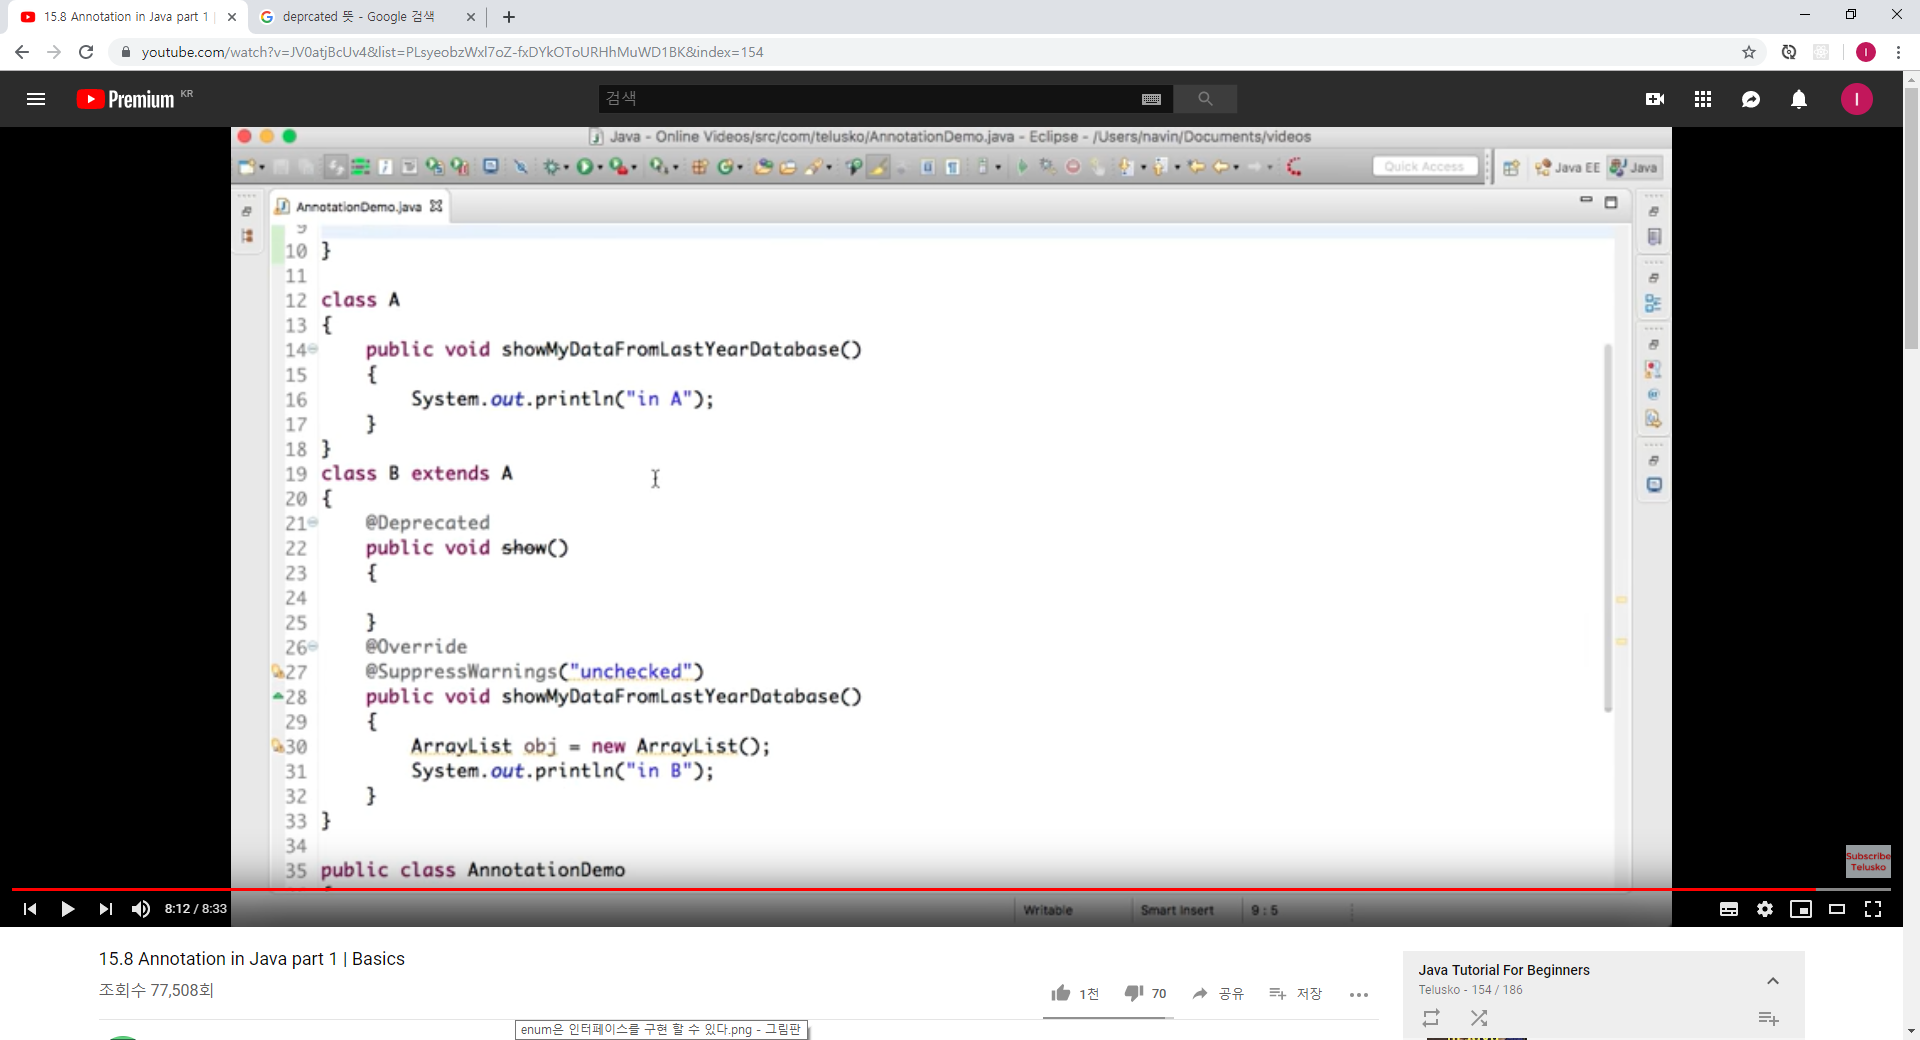 15.8 Annotation in Java part 1 |
deprcated 뜻 - Google 검색
youtube.com/watch?v=JV0atjBcUv4&list=PLsyeobzWxl7oZ-fxDYkOToURHhMuWD1BK&index=154
Premium KR
검색
I
Java - Online Videos/src/com/telusko/AnnotationDemo.java - Eclipse - /Users/navin/Documents/videos
Quick Access
Java EE
Java
AnnotationDemo.java
9
10 }
11
12 class A
13 {
14 public void showMyDataFromLastYearDatabase()
15 {
16 System.out.println("in A");
17 }
18 }
19 class B extends A
20 {
21 @Deprecated
22 public void show()
23 {
24
25 }
26 @Override
27 @SuppressWarnings("unchecked")
28 public void showMyDataFromLastYearDatabase()
29 {
30 ArrayList obj = new ArrayList();
31 System.out.println("in B");
32 }
33 }
34
35 public class AnnotationDemo
Subscribe
Telusko
8:12 / 8:33
Writable
Smart Insert
9 : 5
15.8 Annotation in Java part 1 | Basics
조회수 77,508회
1천
70
공유
저장
Java Tutorial For Beginners
Telusko - 154 / 186
enum은 인터페이스를 구현 할 수 있다.png - 그림판